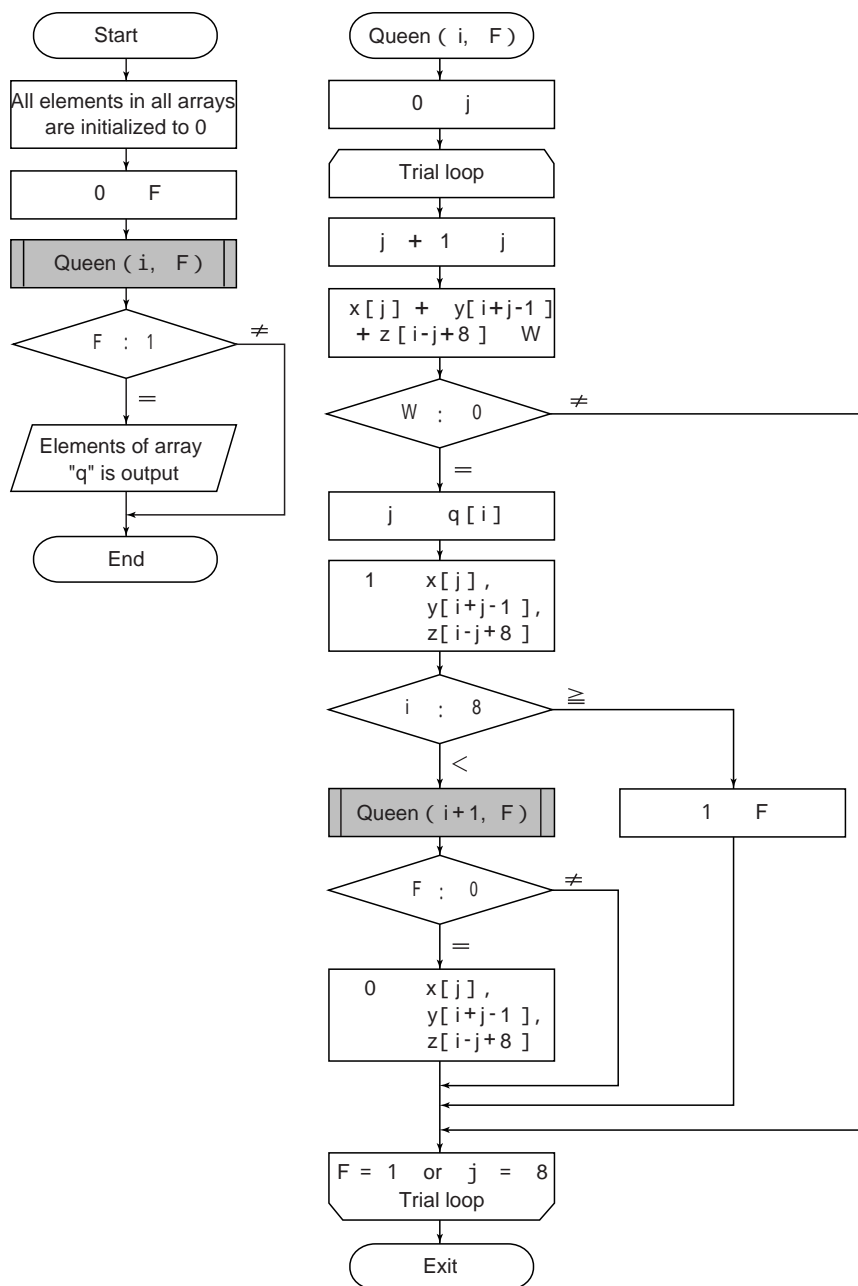 Start
All elements in all arrays
are initialized to 0
0 F
Queen ( i, F )
F : 1
≠
=
Elements of array
"q" is output
End
Queen ( i, F )
0 j
Trial loop
j + 1 j
x[j] + y[i+j-1]
+ z[i-j+8] W
W : 0
≠
=
j q[i]
1 x[j],
y[i+j-1],
z[i-j+8]
i : 8
≧
<
Queen ( i+1, F )
1 F
F : 0
≠
=
0 x[j],
y[i+j-1],
z[i-j+8]
F = 1 or j = 8
Trial loop
Exit